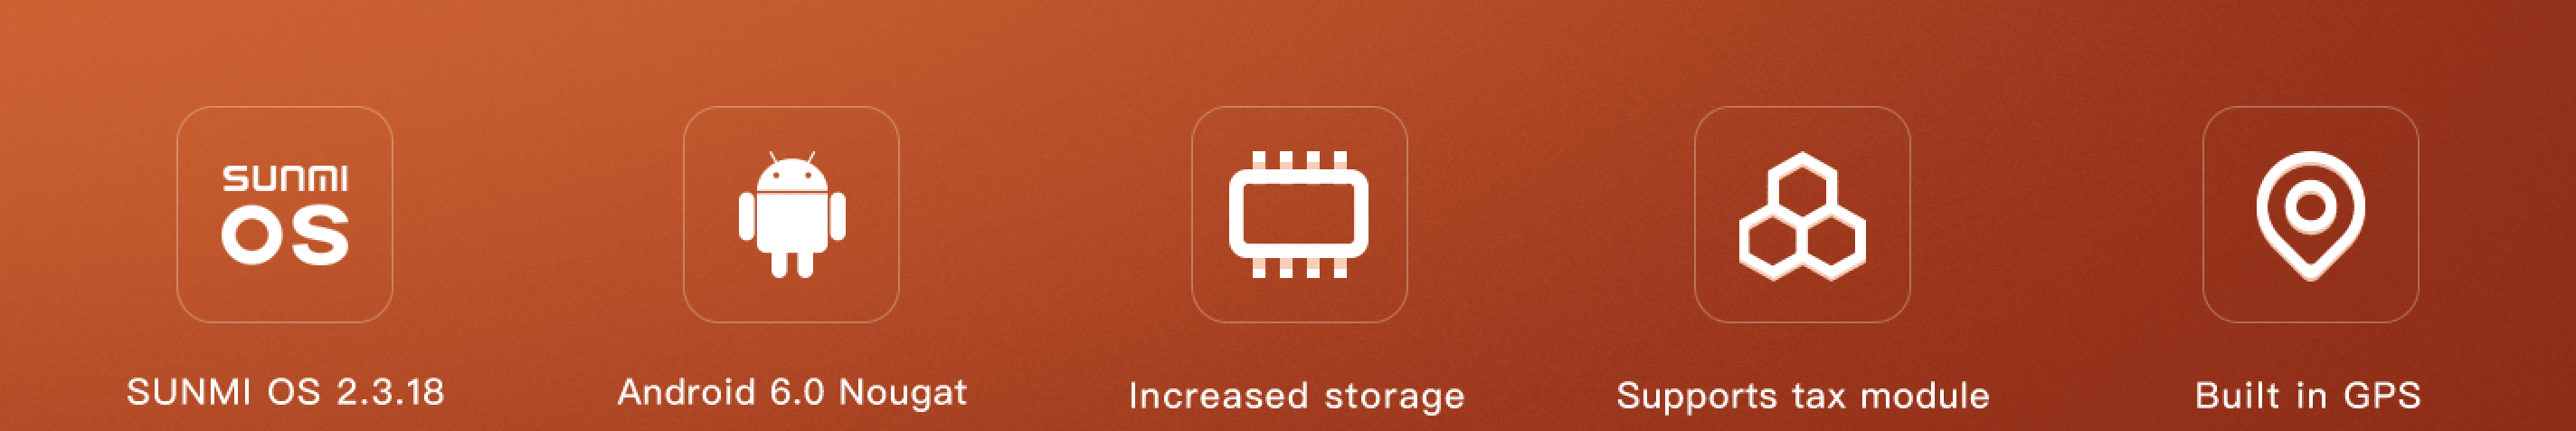 SUNMI
OS
SUNMI OS 2.3.18
Android 6.0 Nougat
Increased storage
Supports tax module
Built in GPS